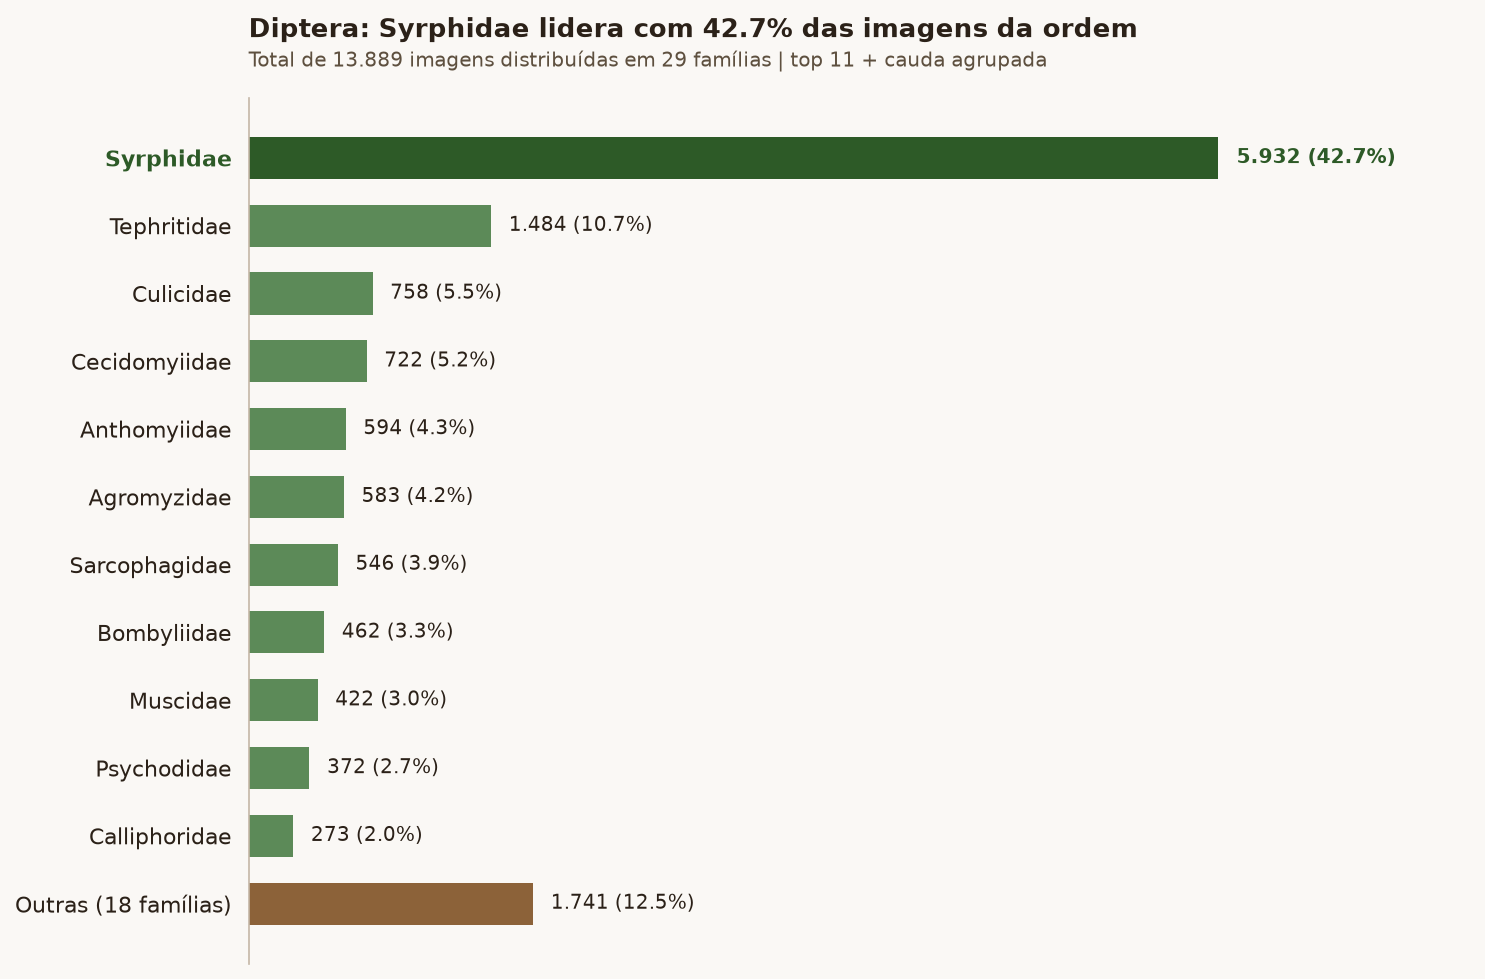 Diptera: Syrphidae lidera com 42.7% das imagens da ordem
Total de 13.889 imagens distribuídas em 29 famílias | top 11 + cauda agrupada
Syrphidae 5.932 (42.7%)
Tephritidae 1.484 (10.7%)
Culicidae 758 (5.5%)
Cecidomyiidae 722 (5.2%)
Anthomyiidae 594 (4.3%)
Agromyzidae 583 (4.2%)
Sarcophagidae 546 (3.9%)
Bombyliidae 462 (3.3%)
Muscidae 422 (3.0%)
Psychodidae 372 (2.7%)
Calliphoridae 273 (2.0%)
Outras (18 famílias) 1.741 (12.5%)